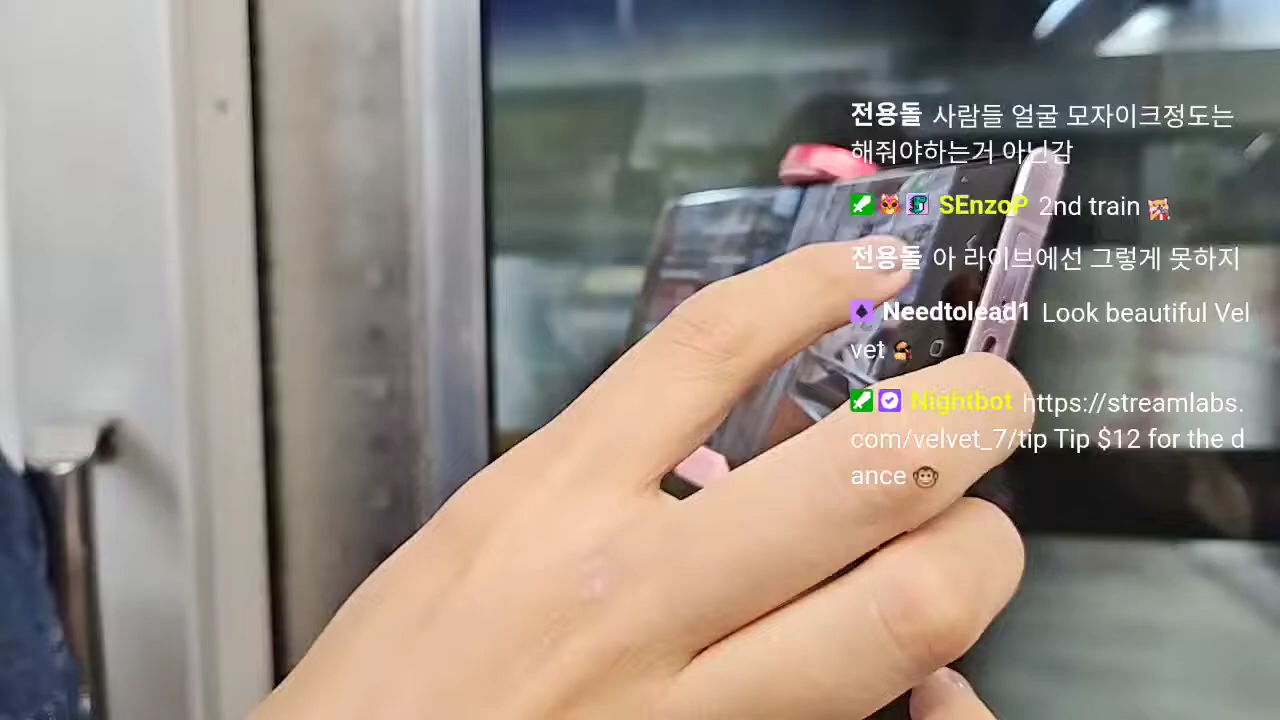 전용돌 사람들 얼굴 모자이크정도는
해줘야하는거 아닌감
SEnzoP 2nd train
전용돌 아 라이브에선 그렇게 못하지
Needtolead1 Look beautiful Vel
vet
Nightbot https://streamlabs.
com/velvet_7/tip Tip $12 for the d
ance